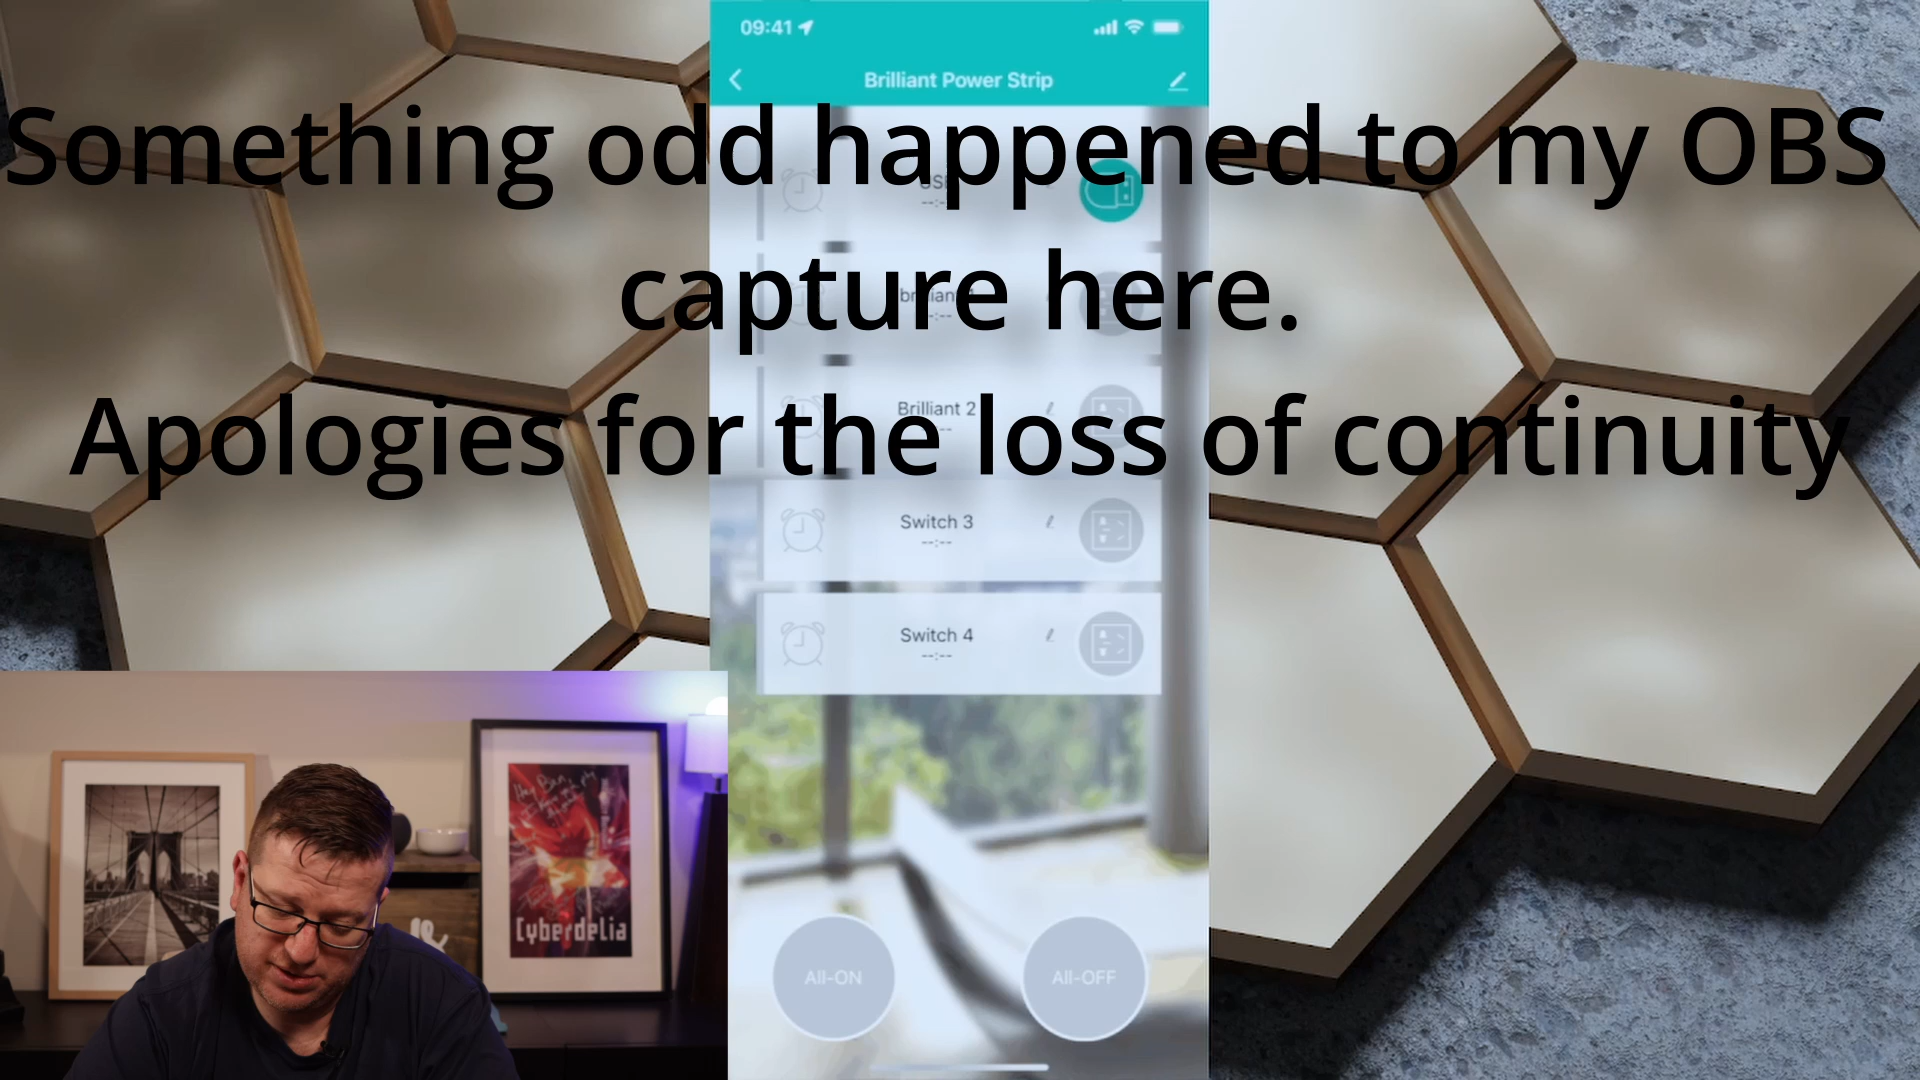 09:41
Brilliant Power Strip
Something odd happened to my OBS
capture here.
Apologies for the loss of continuity
USB
--:--
Brilliant 2
--:--
Switch 3
--:--
Switch 4
--:--
All-ON
All-OFF
Cyberdelia